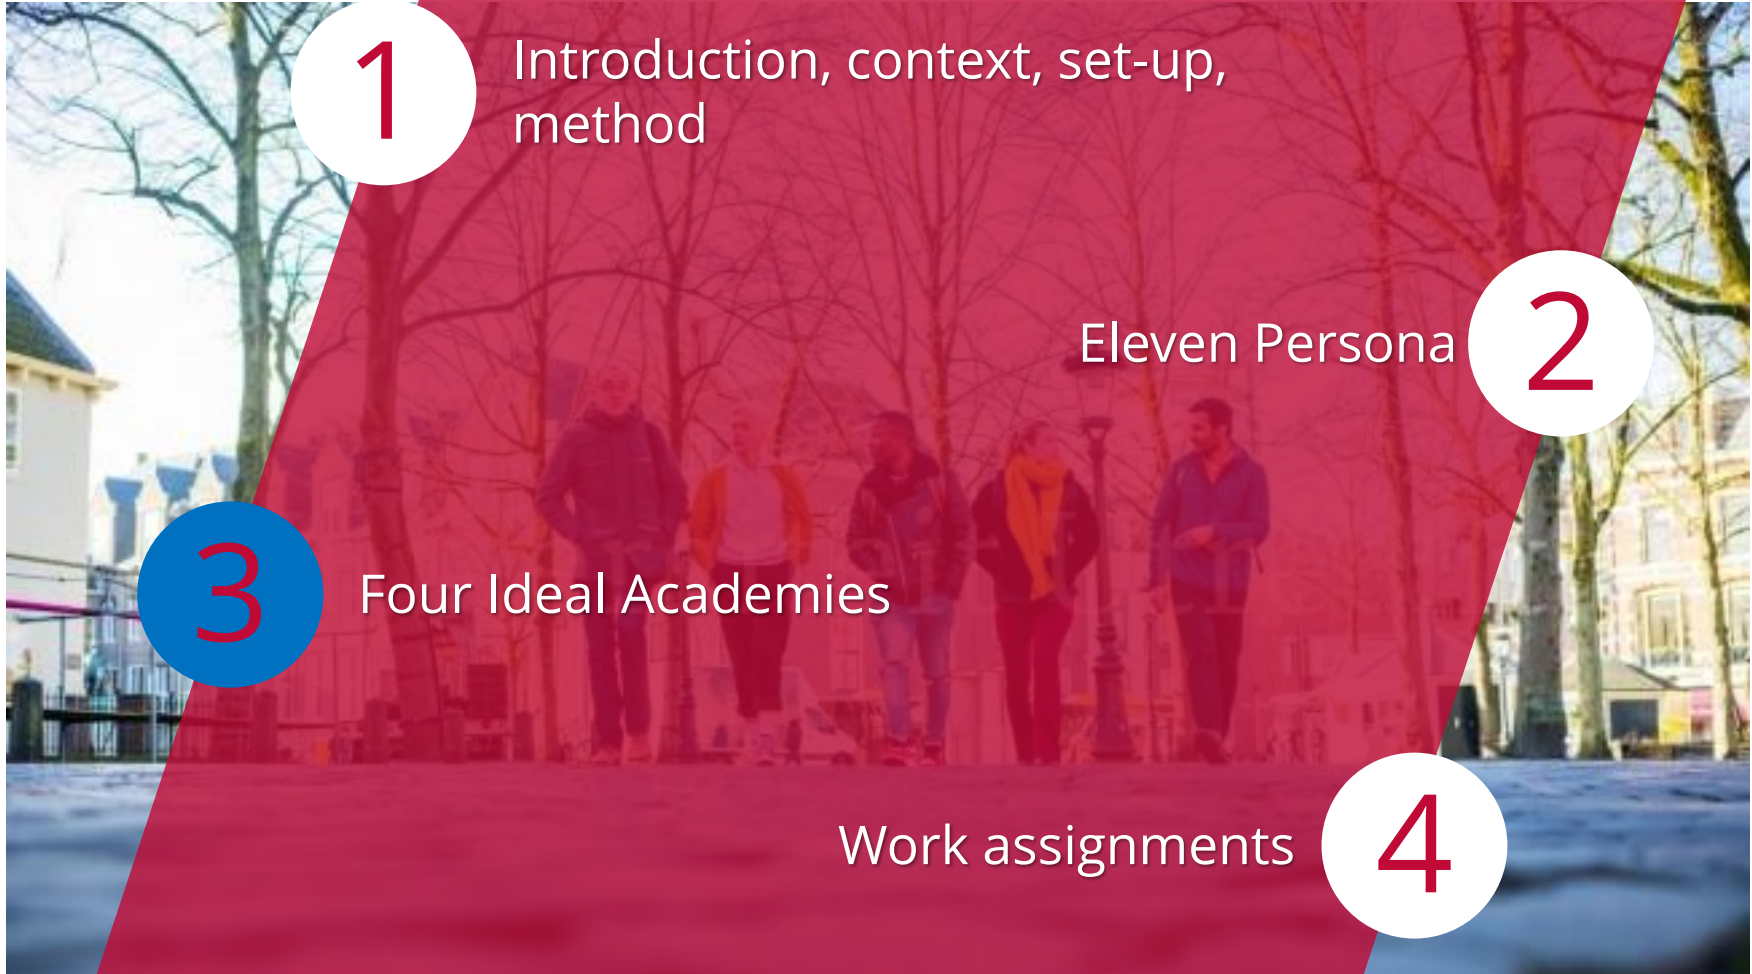 1
Introduction, context, set-up,
method
Eleven Persona
2
3
Four Ideal Academies
Work assignments
4